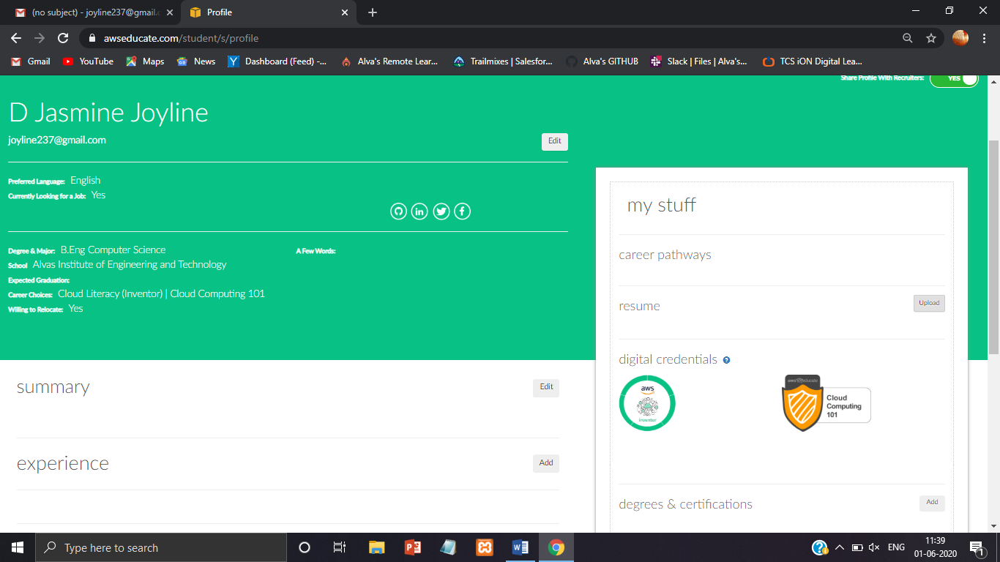 (no subject) - joyline237@gmail.c
Profile
awseducate.com/student/s/profile
Gmail
YouTube
Maps
News
Dashboard (Feed) -...
Alva's Remote Lear...
Trailmixes | Salesfor...
Alva's GITHUB
Slack | Files | Alva's...
TCS iON Digital Lea...
Share Profile With Recruiters:
YES
D Jasmine Joyline
joyline237@gmail.com
Edit
Preferred Language: English
Currently Looking for a Job: Yes
Degree & Major: B.Eng Computer Science
School Alvas Institute of Engineering and Technology
Expected Graduation:
Career Choices: Cloud Literacy (Inventor) | Cloud Computing 101
Willing to Relocate: Yes
A Few Words:
summary
Edit
experience
Add
my stuff
career pathways
resume
Upload
digital credentials
aws
inventor
aws educate
Cloud
Computing
101
degrees & certifications
Add
Type here to search
ENG
11:39
01-06-2020
1